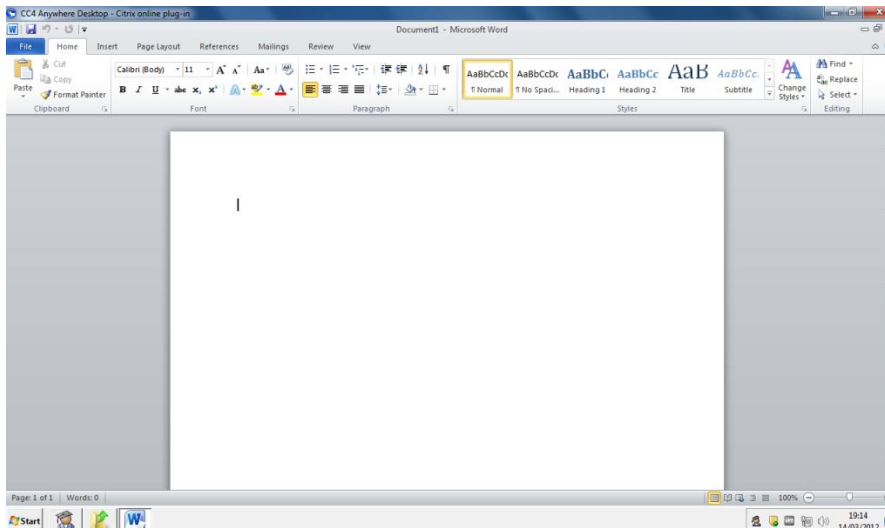 CC4 Anywhere Desktop - Citrix online plug-in
Document1 - Microsoft Word
File Home Insert Page Layout References Mailings Review View
Paste
Cut
Copy
Format Painter
Clipboard
Calibri (Body) 11
Font
Paragraph
AaBbCcDc AaBbCcDc AaBbC AaBbCc AaB AaBbCc.
¶ Normal ¶ No Spaci... Heading 1 Heading 2 Title Subtitle
Change Styles
Styles
Find
Replace
Select
Editing
Page: 1 of 1 Words: 0
100%
Start
19:14
14/03/2012